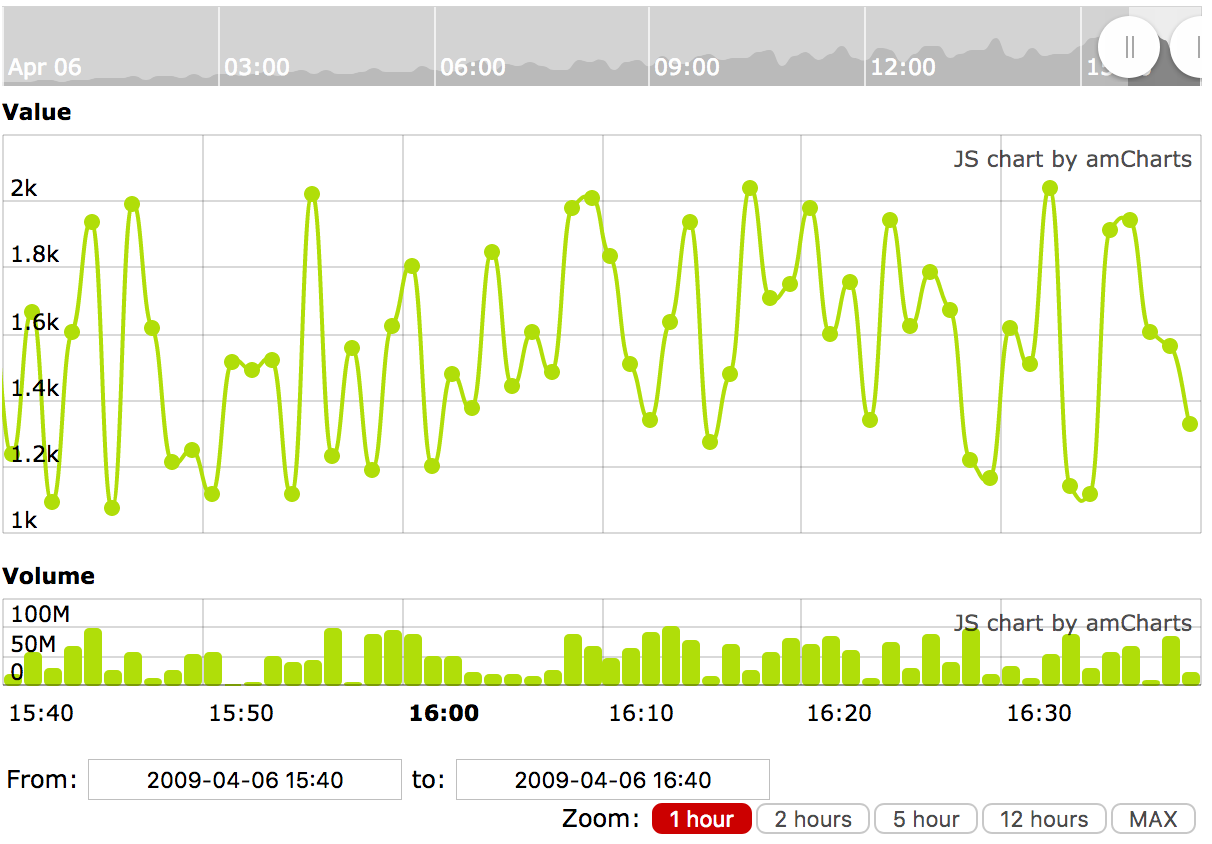 Apr 06 03:00 06:00 09:00 12:00
Value
JS chart by amCharts
2k
1.8k
1.6k
1.4k
1.2k
1k
Volume
JS chart by amCharts
100M
50M
0
15:40 15:50 16:00 16:10 16:20 16:30
From: 2009-04-06 15:40 to: 2009-04-06 16:40
Zoom: 1 hour 2 hours 5 hour 12 hours MAX